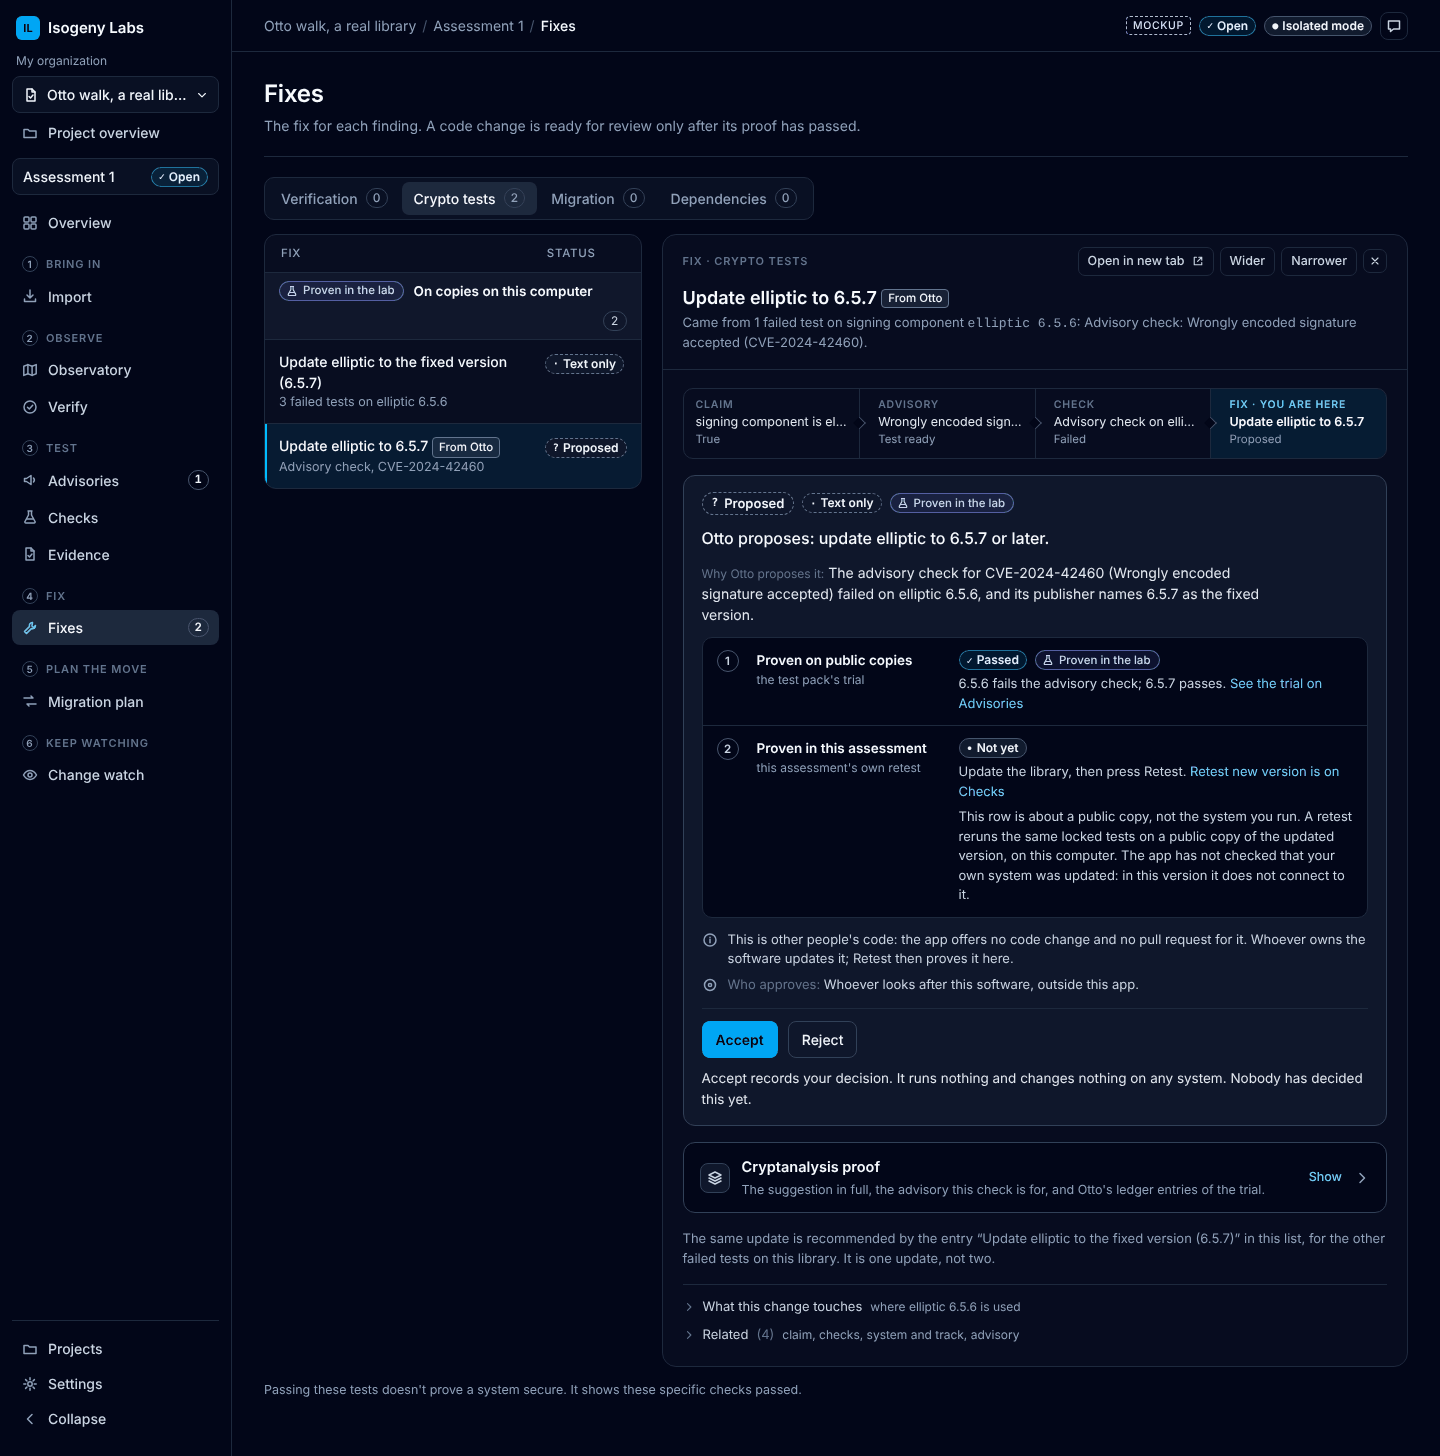 IL Isogeny Labs
My organization
Otto walk, a real lib...
Project overview
Assessment 1 ✓ Open
Overview
1 BRING IN
Import
2 OBSERVE
Observatory
Verify
3 TEST
Advisories 1
Checks
Evidence
4 FIX
Fixes 2
5 PLAN THE MOVE
Migration plan
6 KEEP WATCHING
Change watch
Projects
Settings
Collapse
Otto walk, a real library / Assessment 1 / Fixes
MOCKUP ✓ Open • Isolated mode
Fixes
The fix for each finding. A code change is ready for review only after its proof has passed.
Verification 0 Crypto tests 2 Migration 0 Dependencies 0
FIX STATUS
Proven in the lab On copies on this computer
2
Update elliptic to the fixed version · Text only
(6.5.7)
3 failed tests on elliptic 6.5.6
Update elliptic to 6.5.7 From Otto ? Proposed
Advisory check, CVE-2024-42460
FIX · CRYPTO TESTS Open in new tab Wider Narrower ×
Update elliptic to 6.5.7 From Otto
Came from 1 failed test on signing component elliptic 6.5.6: Advisory check: Wrongly encoded signature
accepted (CVE-2024-42460).
CLAIM
signing component is el...
True
ADVISORY
Wrongly encoded sign...
Test ready
CHECK
Advisory check on elli...
Failed
FIX · YOU ARE HERE
Update elliptic to 6.5.7
Proposed
? Proposed · Text only Proven in the lab
Otto proposes: update elliptic to 6.5.7 or later.
Why Otto proposes it: The advisory check for CVE-2024-42460 (Wrongly encoded
signature accepted) failed on elliptic 6.5.6, and its publisher names 6.5.7 as the fixed
version.
1 Proven on public copies
the test pack's trial
✓ Passed Proven in the lab
6.5.6 fails the advisory check; 6.5.7 passes. See the trial on
Advisories
2 Proven in this assessment
this assessment's own retest
• Not yet
Update the library, then press Retest. Retest new version is on
Checks
This row is about a public copy, not the system you run. A retest
reruns the same locked tests on a public copy of the updated
version, on this computer. The app has not checked that your
own system was updated: in this version it does not connect to
it.
This is other people's code: the app offers no code change and no pull request for it. Whoever owns the
software updates it; Retest then proves it here.
Who approves: Whoever looks after this software, outside this app.
Accept Reject
Accept records your decision. It runs nothing and changes nothing on any system. Nobody has decided
this yet.
Cryptanalysis proof
The suggestion in full, the advisory this check is for, and Otto's ledger entries of the trial.
Show
The same update is recommended by the entry “Update elliptic to the fixed version (6.5.7)” in this list, for the other
failed tests on this library. It is one update, not two.
What this change touches where elliptic 6.5.6 is used
Related (4) claim, checks, system and track, advisory
Passing these tests doesn't prove a system secure. It shows these specific checks passed.